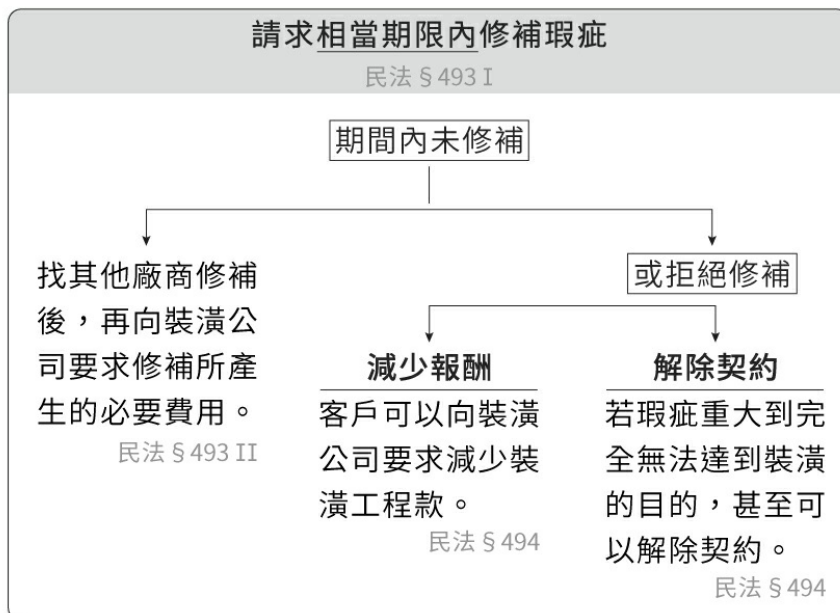 請求相當期限內修補瑕疵
民法 § 493 I
期間內未修補
找其他廠商修補
後，再向裝潢公
司要求修補所產
生的必要費用。
民法 § 493 II
或拒絕修補
減少報酬
客戶可以向裝潢
公司要求減少裝
潢工程款。
民法 § 494
解除契約
若瑕疵重大到完
全無法達到裝潢
的目的，甚至可
以解除契約。
民法 § 494